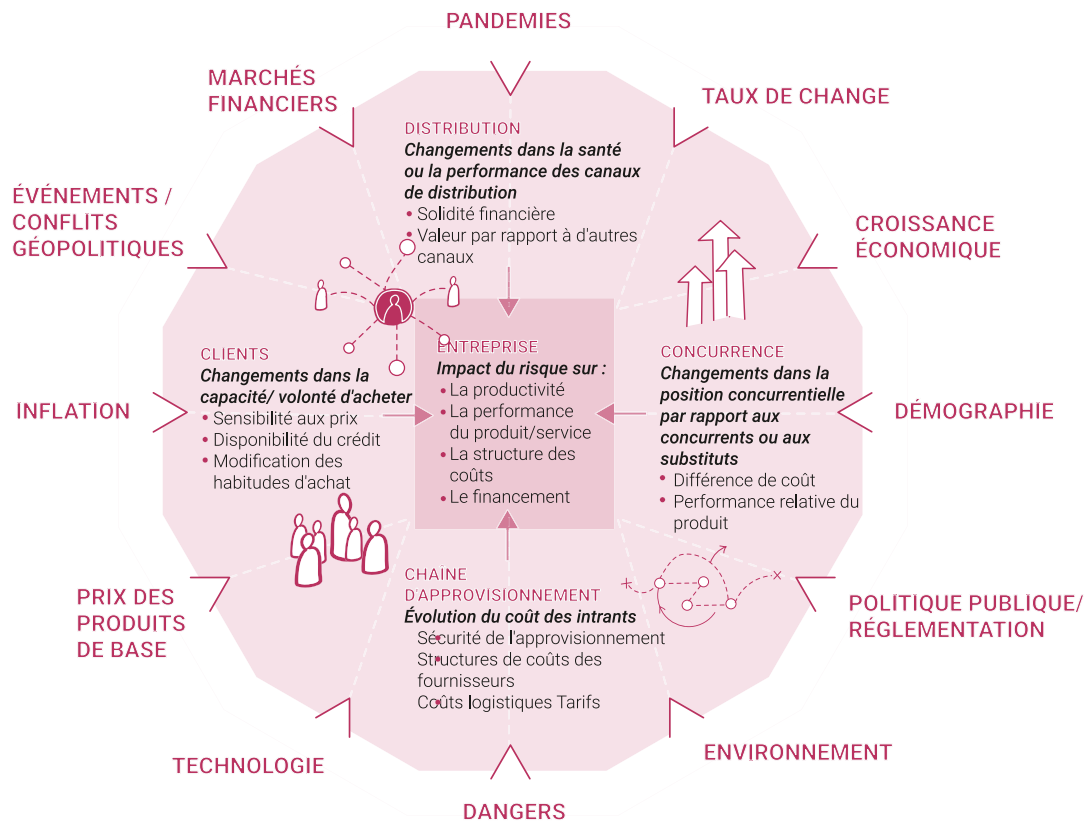 PANDEMIES
MARCHÉS
FINANCIERS
TAUX DE CHANGE
ÉVÉNEMENTS /
CONFLITS
GÉOPOLITIQUES
CROISSANCE
ÉCONOMIQUE
DISTRIBUTION
Changements dans la santé
ou la performance des canaux
de distribution
• Solidité financière
• Valeur par rapport à d'autres
canaux
INFLATION
CLIENTS
Changements dans la
capacité/ volonté d'acheter
• Sensibilité aux prix
• Disponibilité du crédit
• Modification des
habitudes d'achat
ENTREPRISE
Impact du risque sur :
• La productivité
• La performance
du produit/service
• La structure des
coûts
• Le financement
CONCURRENCE
Changements dans la
position concurrentielle
par rapport aux
concurrents ou aux
substituts
• Différence de coût
• Performance relative du
produit
DÉMOGRAPHIE
CHAINE
D'APPROVISIONNEMENT
Évolution du coût des intrants
• Sécurité de l'approvisionnement
• Structures de coûts des
fournisseurs
• Coûts logistiques Tarifs
PRIX DES
PRODUITS
DE BASE
POLITIQUE PUBLIQUE/
RÉGLEMENTATION
TECHNOLOGIE
ENVIRONNEMENT
DANGERS